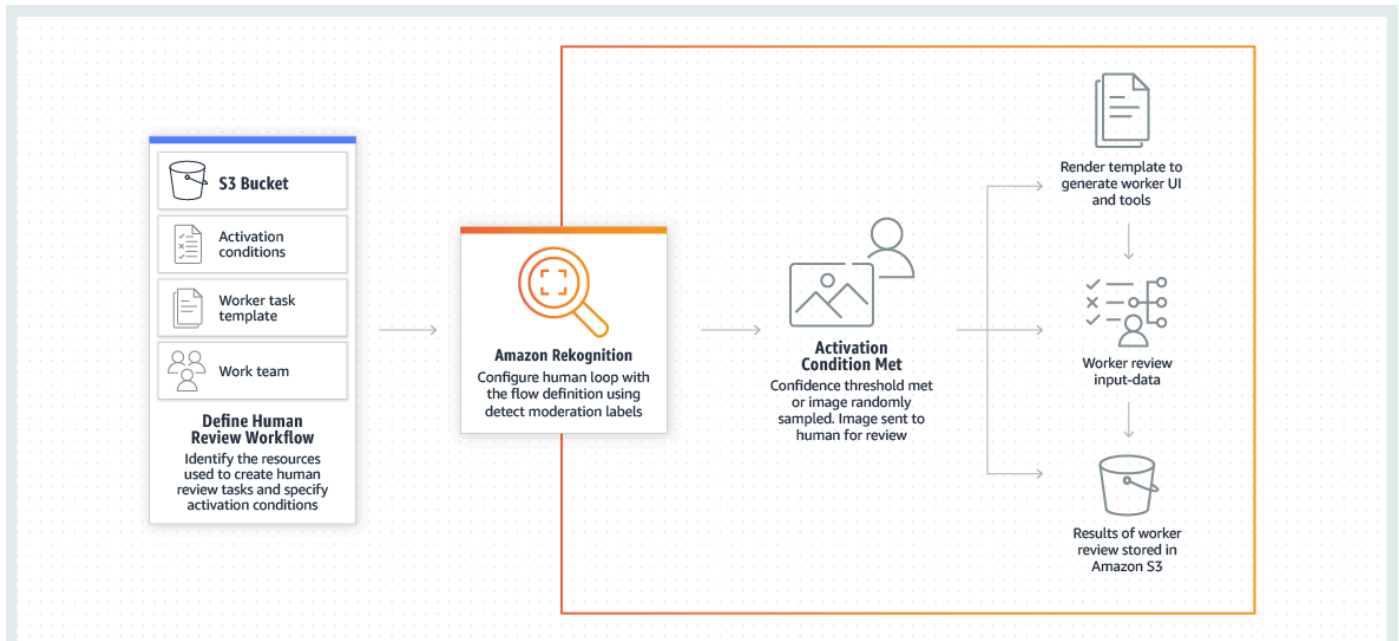 S3 Bucket
Activation
conditions
Worker task
template
Work team
Define Human
Review Workflow
Identify the resources
used to create human
review tasks and specify
activation conditions
Amazon Rekognition
Configure human loop with
the flow definition using
detect moderation labels
Activation
Condition Met
Confidence threshold met
or image randomly
sampled. Image sent to
human for review
Render template to
generate worker UI
and tools
Worker review
input-data
Results of worker
review stored in
Amazon S3